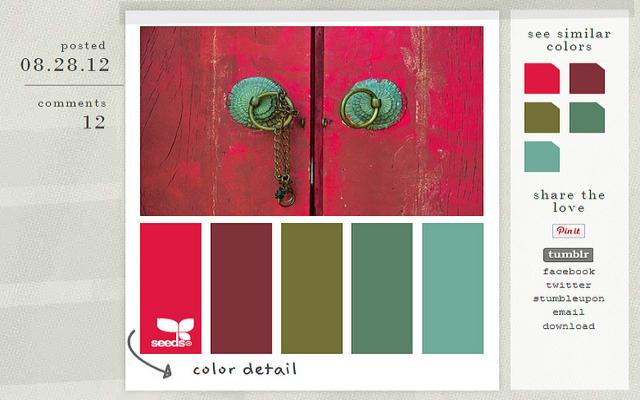 posted
08.28.12
comments
12
seeds®
color detail
see similar
colors
share the
love
Pin it
tumblr
facebook
twitter
stumbleupon
email
download